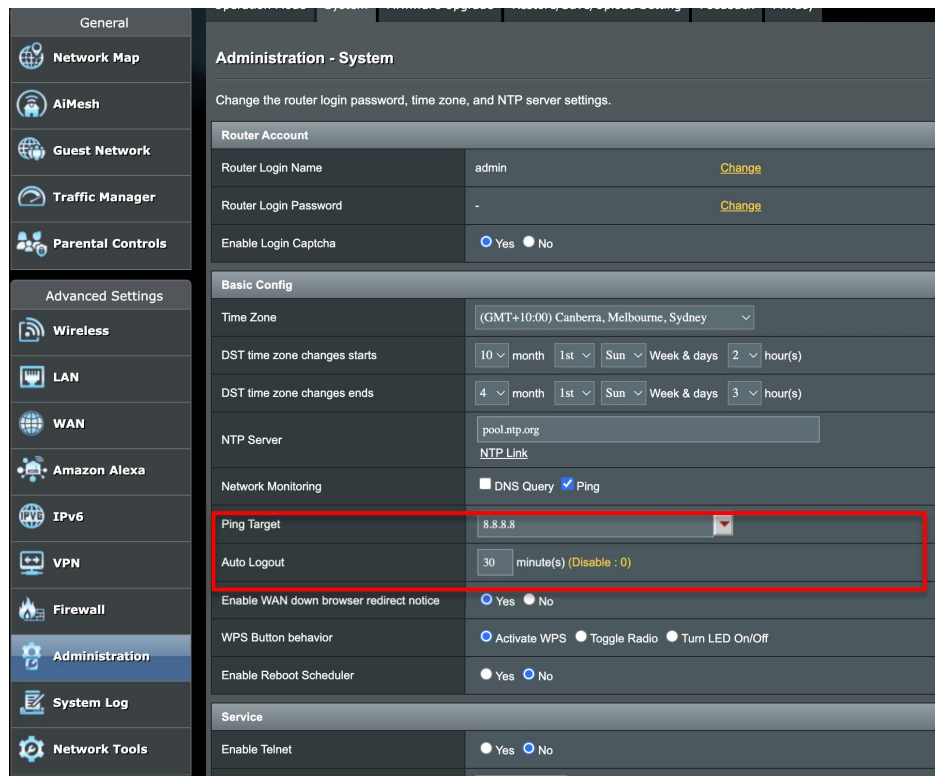 General
Network Map
AiMesh
Guest Network
Traffic Manager
Parental Controls
Advanced Settings
Wireless
LAN
WAN
Amazon Alexa
IPv6
VPN
Firewall
Administration
System Log
Network Tools
Administration - System
Change the router login password, time zone, and NTP server settings.
Router Account
Router Login Name admin Change
Router Login Password - Change
Enable Login Captcha Yes No
Basic Config
Time Zone (GMT+10:00) Canberra, Melbourne, Sydney
DST time zone changes starts 10 month 1st Sun Week & days 2 hour(s)
DST time zone changes ends 4 month 1st Sun Week & days 3 hour(s)
NTP Server pool.ntp.org
NTP Link
Network Monitoring DNS Query Ping
Ping Target 8.8.8.8
Auto Logout 30 minute(s) (Disable : 0)
Enable WAN down browser redirect notice Yes No
WPS Button behavior Activate WPS Toggle Radio Turn LED On/Off
Enable Reboot Scheduler Yes No
Service
Enable Telnet Yes No